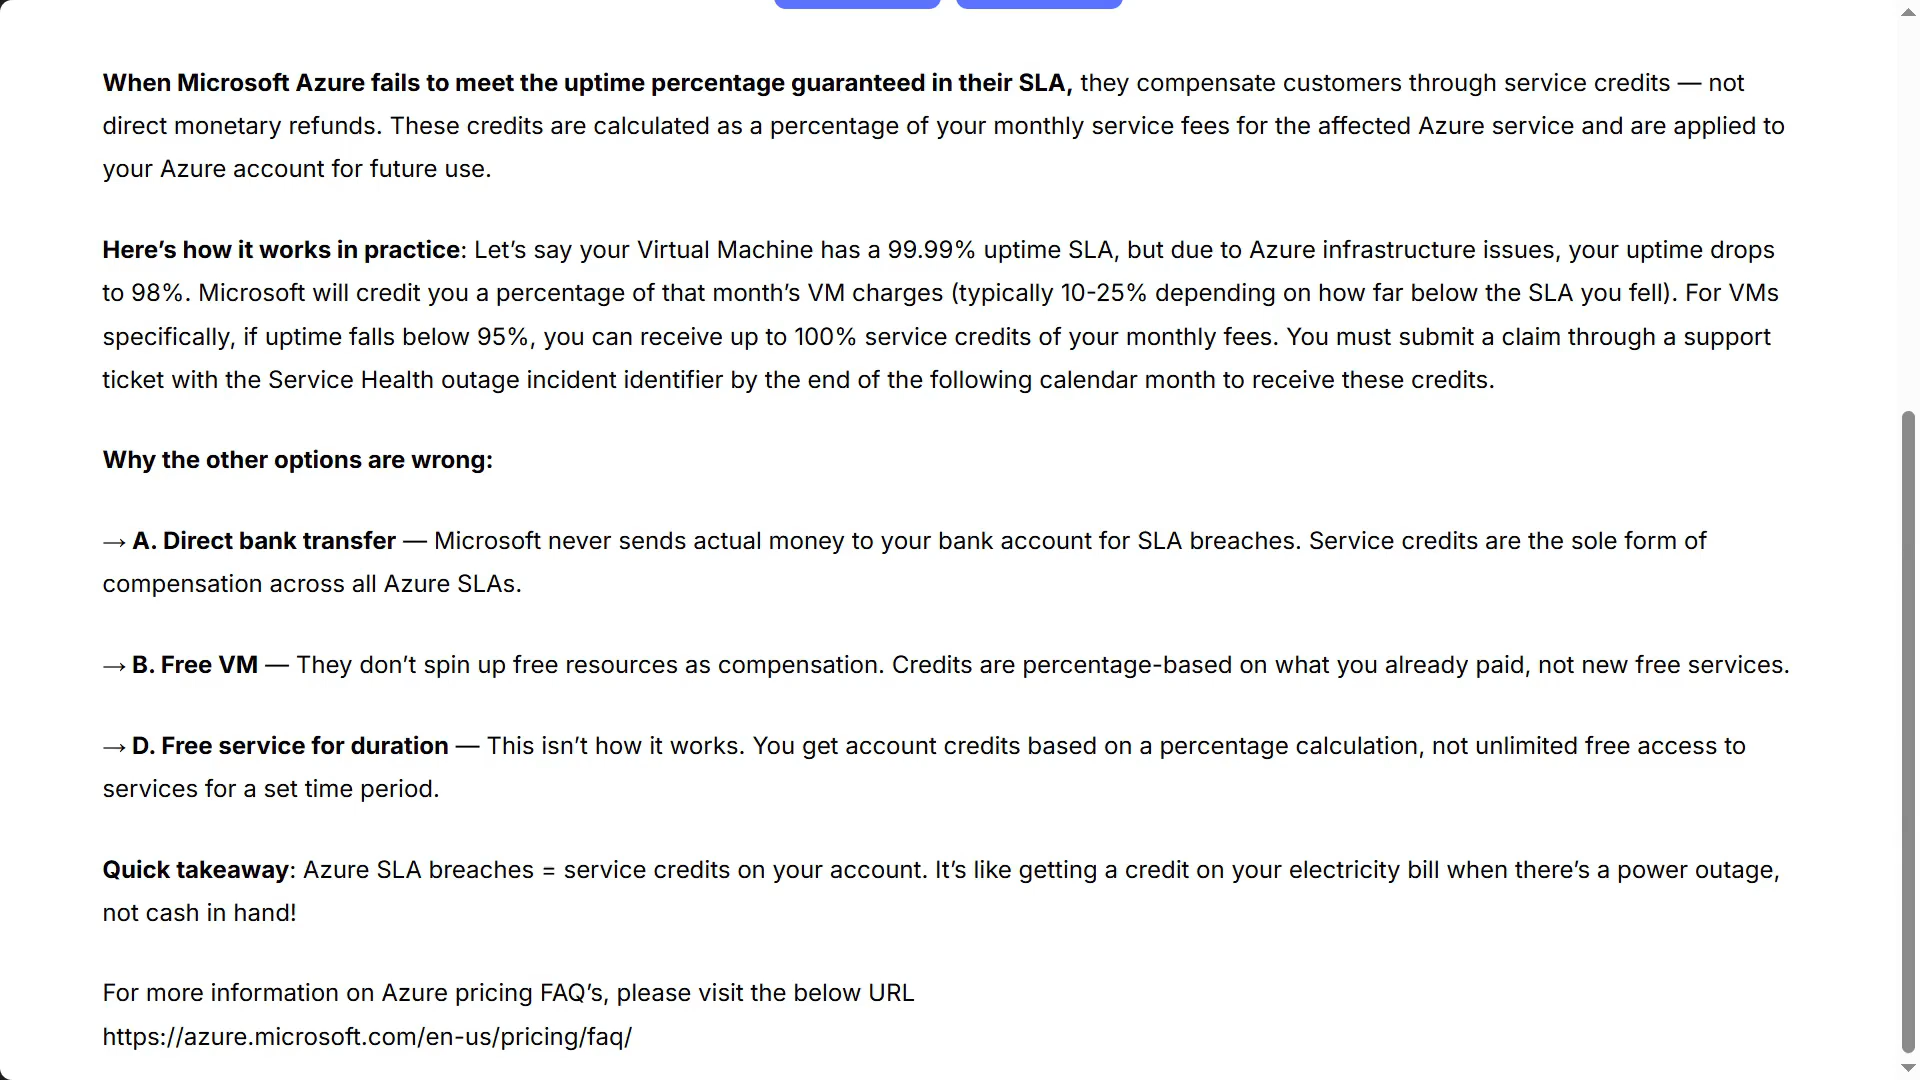 When Microsoft Azure fails to meet the uptime percentage guaranteed in their SLA, they compensate customers through service credits — not
direct monetary refunds. These credits are calculated as a percentage of your monthly service fees for the affected Azure service and are applied to
your Azure account for future use.
Here’s how it works in practice: Let’s say your Virtual Machine has a 99.99% uptime SLA, but due to Azure infrastructure issues, your uptime drops
to 98%. Microsoft will credit you a percentage of that month’s VM charges (typically 10-25% depending on how far below the SLA you fell). For VMs
specifically, if uptime falls below 95%, you can receive up to 100% service credits of your monthly fees. You must submit a claim through a support
ticket with the Service Health outage incident identifier by the end of the following calendar month to receive these credits.
Why the other options are wrong:
→ A. Direct bank transfer — Microsoft never sends actual money to your bank account for SLA breaches. Service credits are the sole form of
compensation across all Azure SLAs.
→ B. Free VM — They don’t spin up free resources as compensation. Credits are percentage-based on what you already paid, not new free services.
→ D. Free service for duration — This isn’t how it works. You get account credits based on a percentage calculation, not unlimited free access to
services for a set time period.
Quick takeaway: Azure SLA breaches = service credits on your account. It’s like getting a credit on your electricity bill when there’s a power outage,
not cash in hand!
For more information on Azure pricing FAQ’s, please visit the below URL
https://azure.microsoft.com/en-us/pricing/faq/